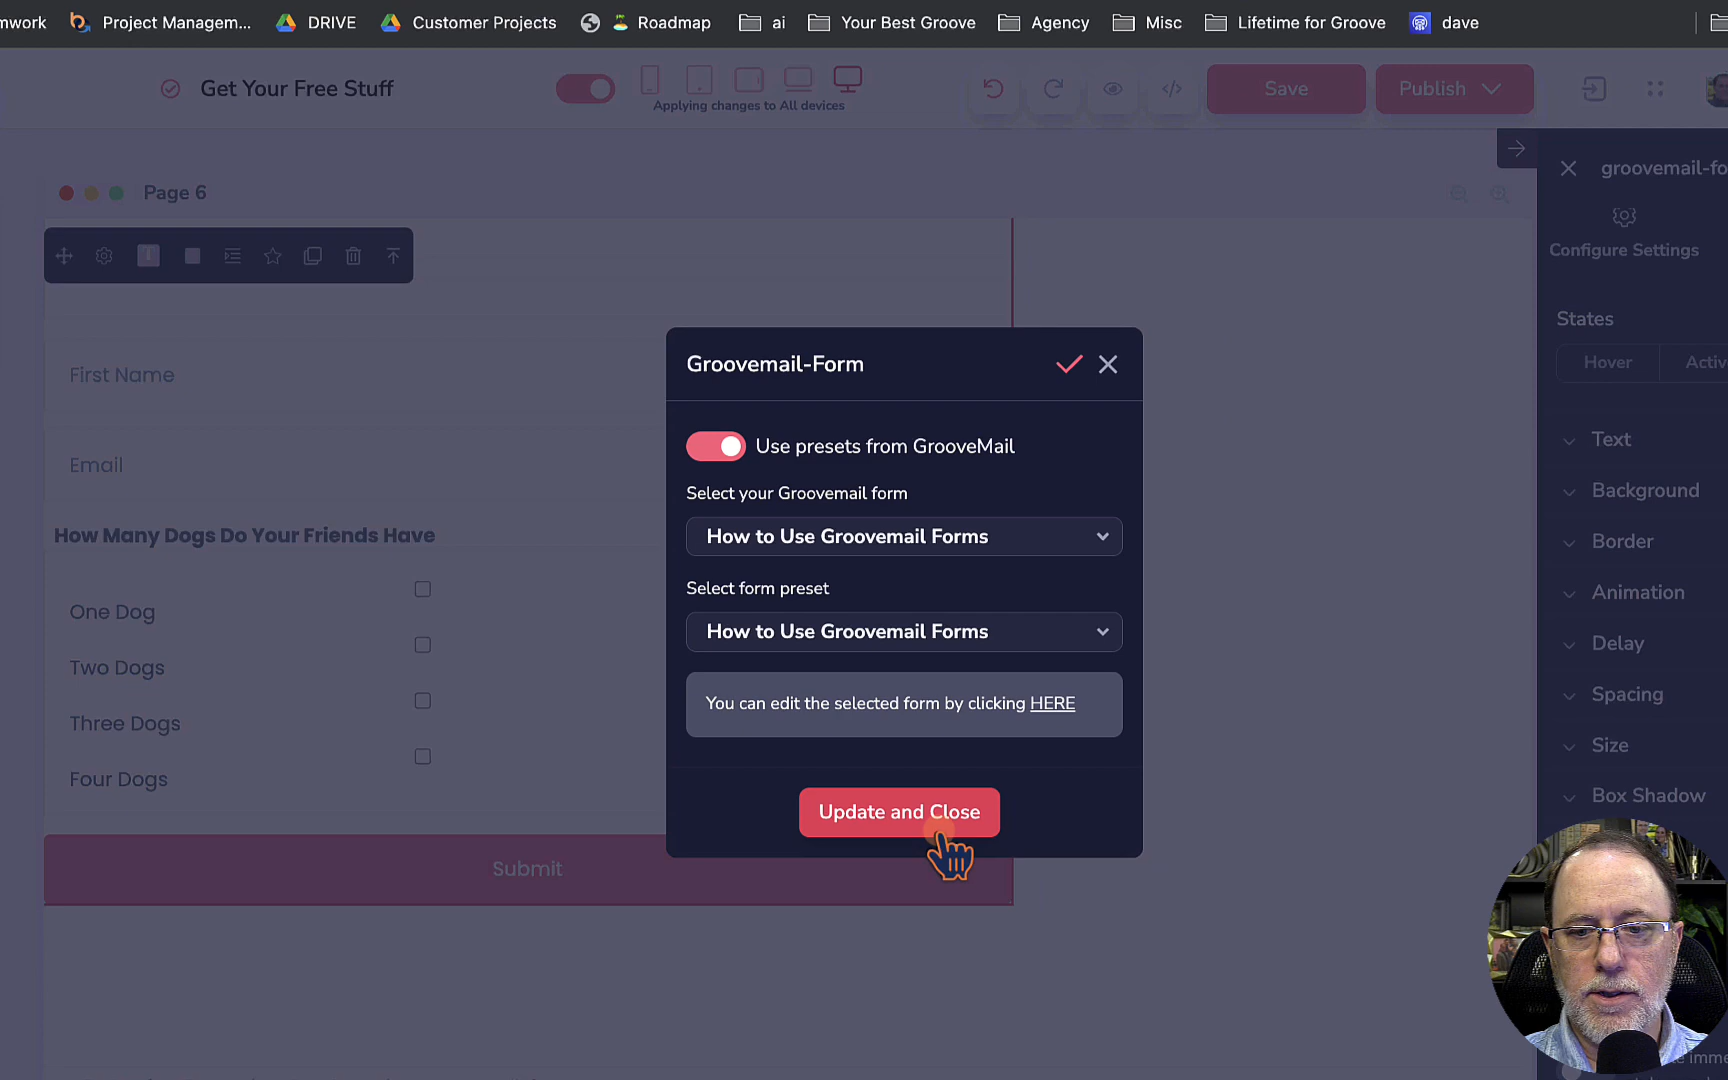 mwork Project Managem... DRIVE Customer Projects Roadmap ai Your Best Groove Agency Misc Lifetime for Groove dave
Get Your Free Stuff
Applying changes to All devices
Save
Publish
Page 6
groovemail-fo
Configure Settings
States
Hover
Activ
First Name
Email
How Many Dogs Do Your Friends Have
One Dog
Two Dogs
Three Dogs
Four Dogs
Submit
Groovemail-Form
Use presets from GrooveMail
Select your Groovemail form
How to Use Groovemail Forms
Select form preset
How to Use Groovemail Forms
You can edit the selected form by clicking HERE
Update and Close
Text
Background
Border
Animation
Delay
Spacing
Size
Box Shadow